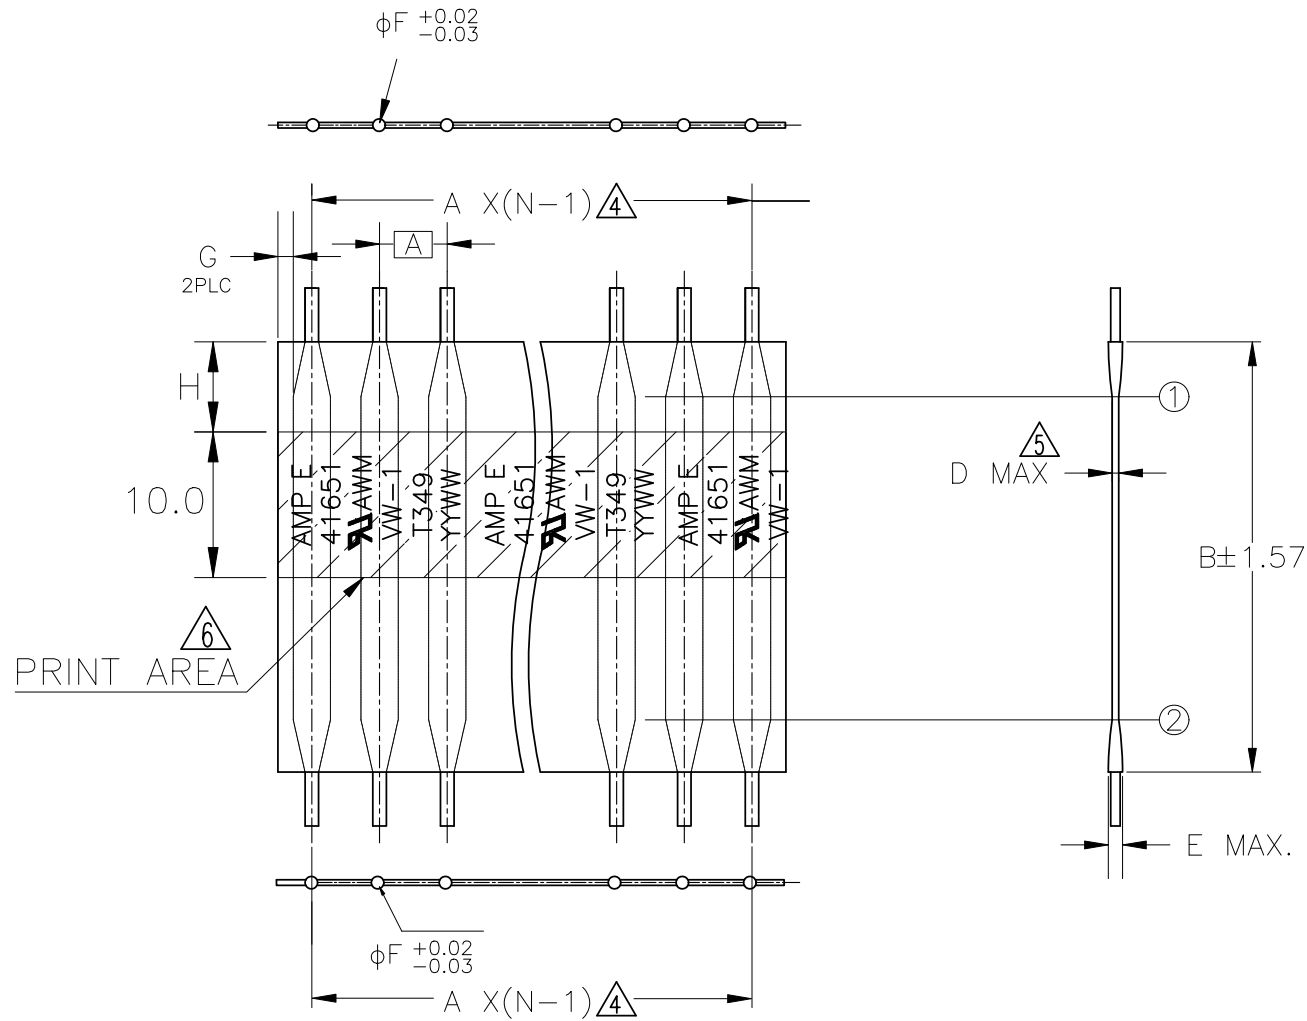 φF +0.02
-0.03
A X(N-1) 4
A
G
2PLC
H
10.0
AMP E
41651
AWM
VW-1
T349
YYWW
AMP E
41651
AWM
VW-1
T349
YYWW
AMP E
41651
AWM
VW-1
1
5
D MAX
B±1.57
6
PRINT AREA
2
E MAX.
φF +0.02
-0.03
A X(N-1) 4